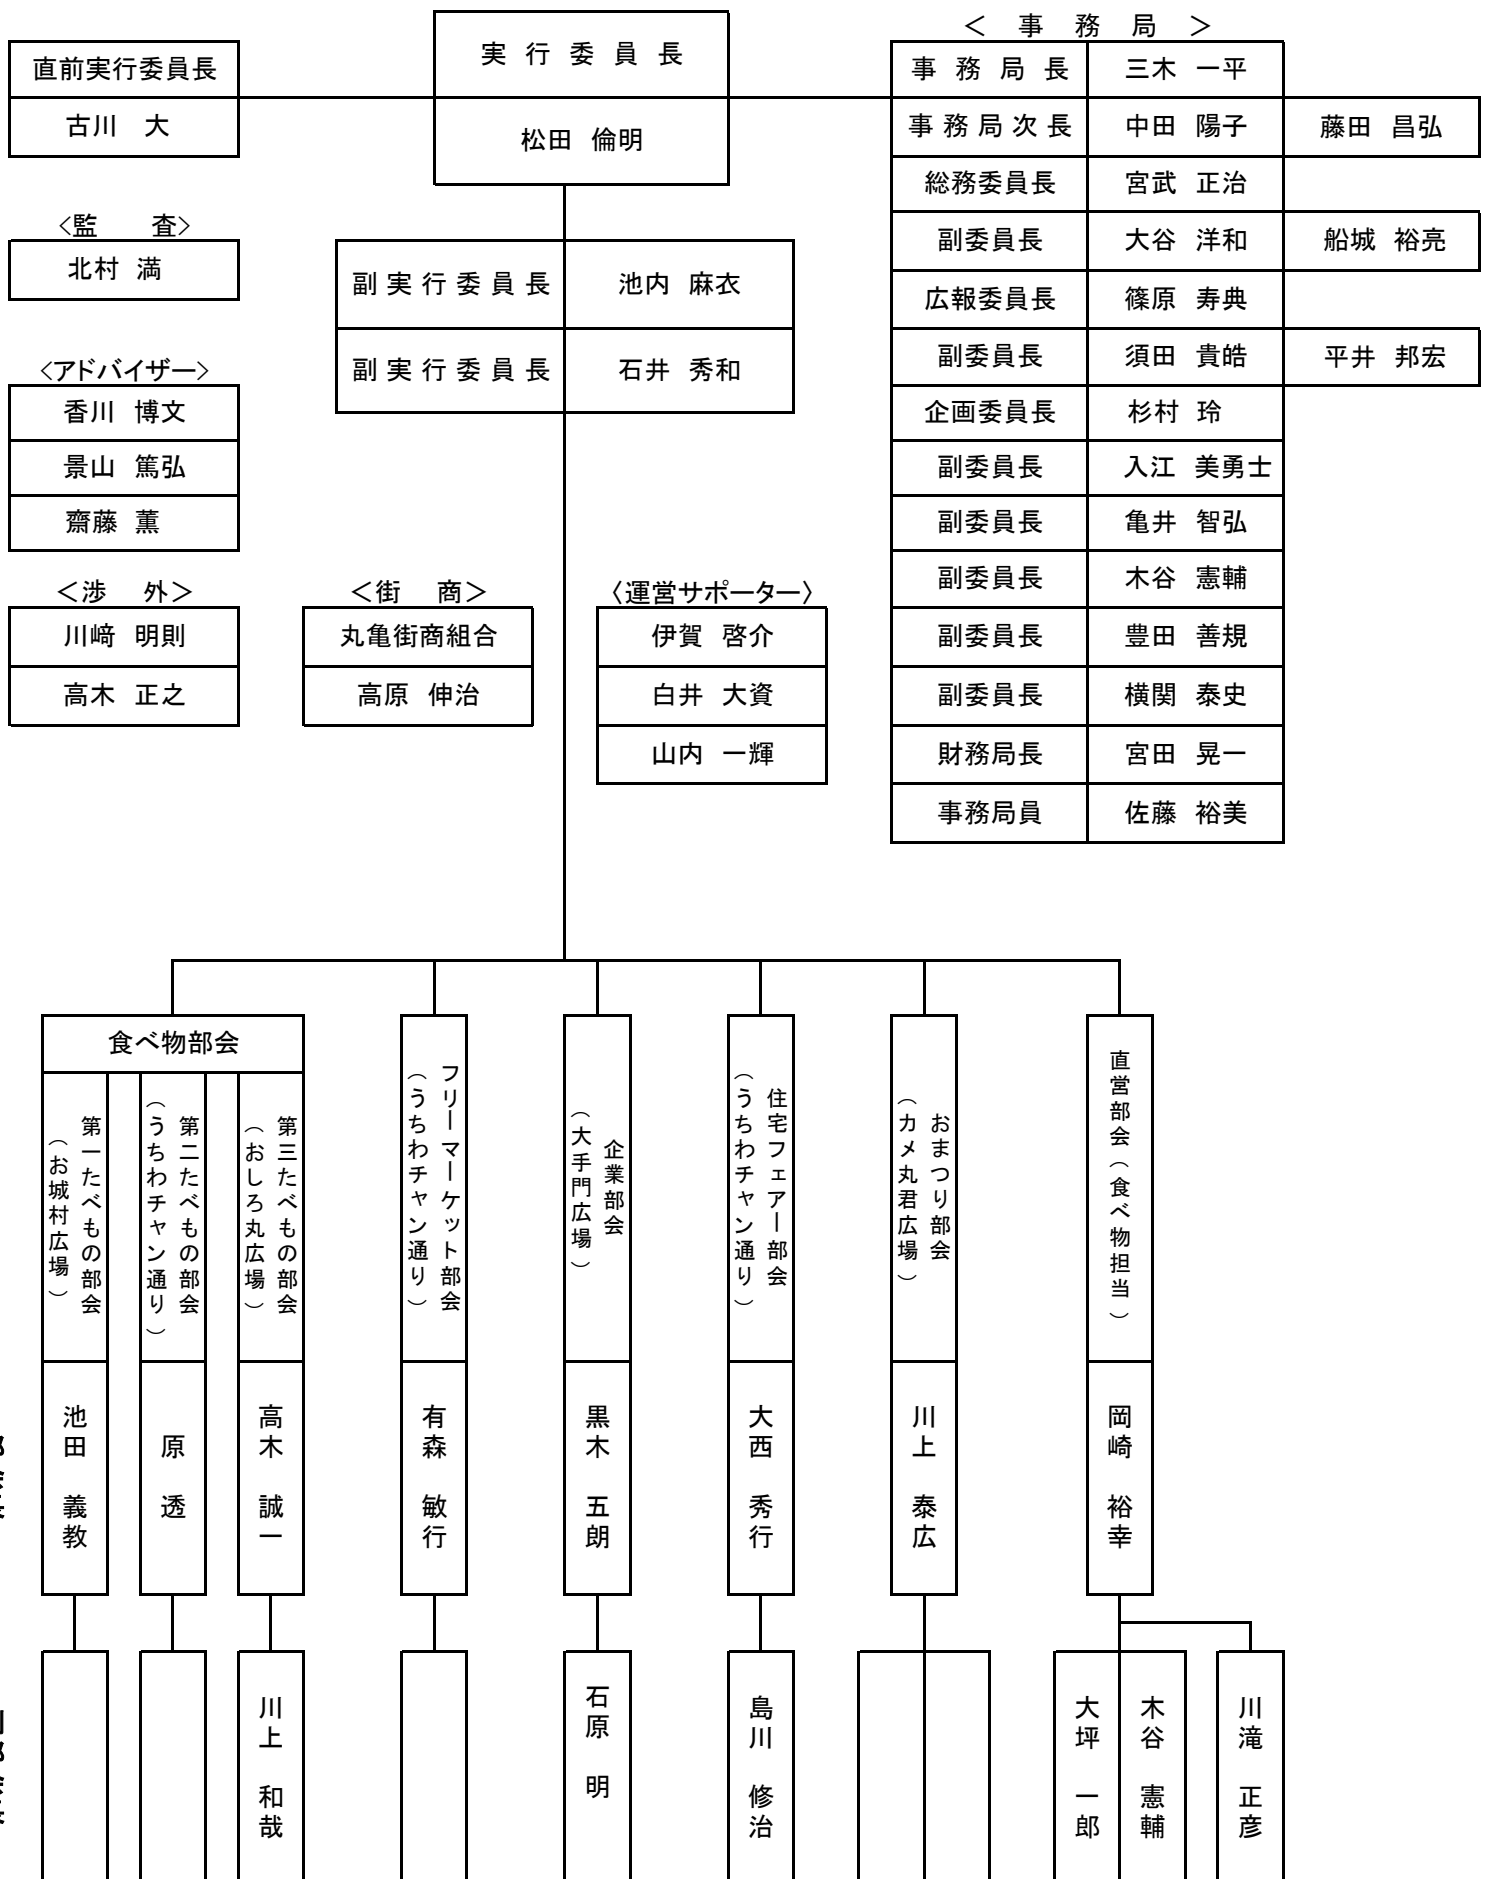 ＜　事　務　局　＞
実 行 委 員 長
松田 倫明
直前実行委員長
古川　大
事 務 局 長 三木 一平
事 務 局 次 長 中田 陽子 藤田 昌弘
総務委員長 宮武 正治
副委員長 大谷 洋和 船城 裕亮
広報委員長 篠原 寿典
副委員長 須田 貴皓 平井 邦宏
企画委員長 杉村 玲
副委員長 入江 美勇士
副委員長 亀井 智弘
副委員長 木谷 憲輔
副委員長 豊田 善規
副委員長 横関 泰史
財務局長 宮田 晃一
事務局員 佐藤 裕美
<監　　査>
北村 満
副 実 行 委 員 長 池内 麻衣
副 実 行 委 員 長 石井 秀和
<アドバイザー>
香川 博文
景山 篤弘
齋藤 薫
＜渉　外＞
川﨑 明則
高木 正之
＜街　商＞
丸亀街商組合
高原 伸治
〈運営サポーター〉
伊賀 啓介
白井 大資
山内 一輝
食べ物部会
第一たべもの部会
（お城村広場）
池田 義教
第二たべもの部会
（うちわチャン通り）
原 透
第三たべもの部会
（おしろ丸広場）
高木 誠一
川上 和哉
フリーマーケット部会
（うちわチャン通り）
有森 敏行
企業部会
（大手門広場）
黒木 五朗
石原 明
住宅フェアー部会
（うちわチャン通り）
大西 秀行
島川 修治
おまつり部会
（カメ丸君広場）
川上 泰広
直営部会（食べ物担当）
岡崎 裕幸
大坪 一郎
木谷 憲輔
川滝 正彦